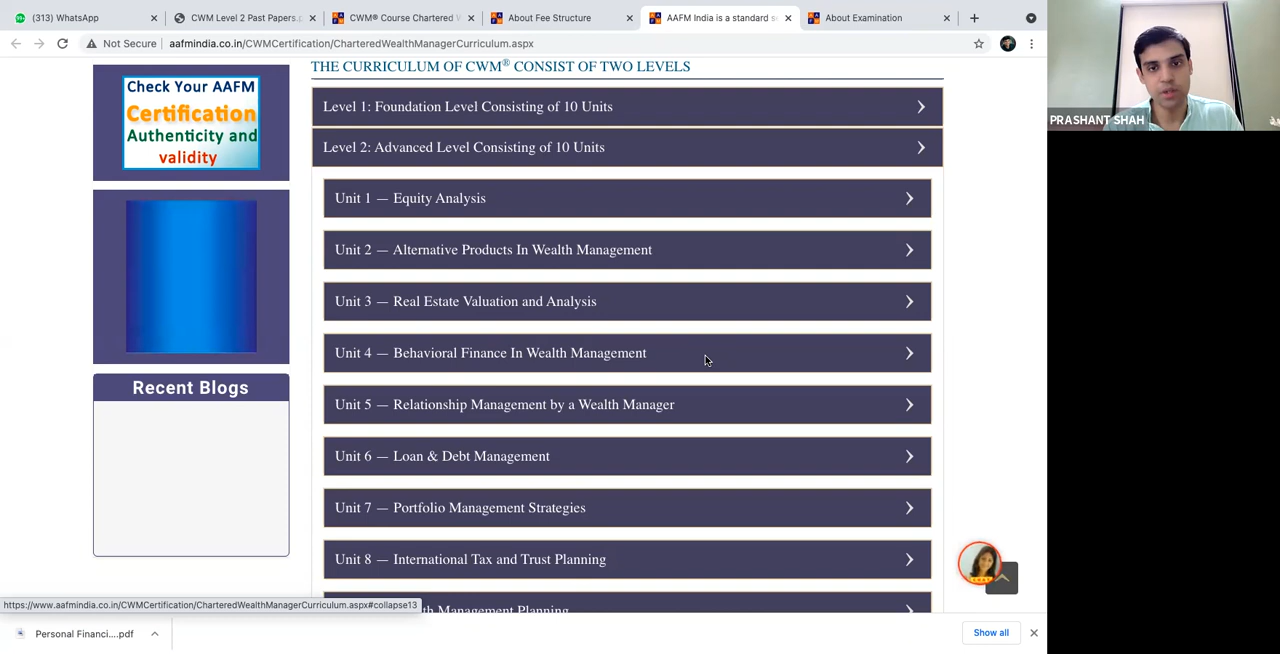 (313) WhatsApp
CWM Level 2 Past Papers.p
CWM® Course Chartered W
About Fee Structure
AAFM India is a standard se
About Examination
Not Secure
aafmindia.co.in/CWMCertification/CharteredWealthManagerCurriculum.aspx
PRASHANT SHAH
THE CURRICULUM OF CWM® CONSIST OF TWO LEVELS
Check Your AAFM
Certification
Authenticity and
validity
Recent Blogs
Level 1: Foundation Level Consisting of 10 Units
Level 2: Advanced Level Consisting of 10 Units
Unit 1 — Equity Analysis
Unit 2 — Alternative Products In Wealth Management
Unit 3 — Real Estate Valuation and Analysis
Unit 4 — Behavioral Finance In Wealth Management
Unit 5 — Relationship Management by a Wealth Manager
Unit 6 — Loan & Debt Management
Unit 7 — Portfolio Management Strategies
Unit 8 — International Tax and Trust Planning
th Management Planning
https://www.aafmindia.co.in/CWMCertification/CharteredWealthManagerCurriculum.aspx#collapse13
Personal Financi....pdf
Show all